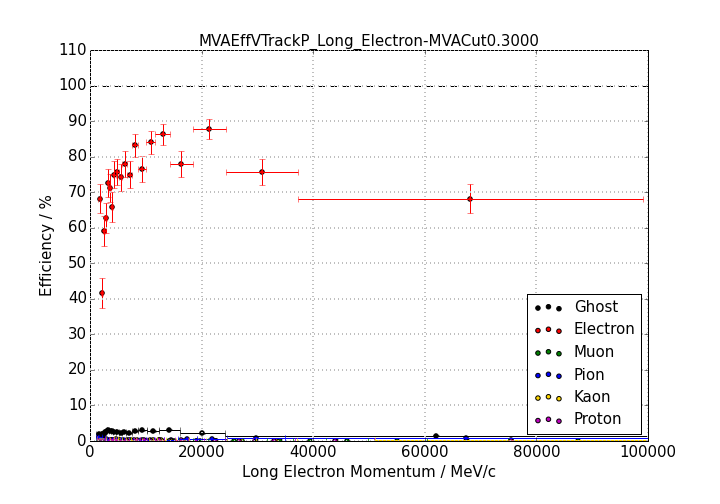 MVAEffVTrackP_Long_Electron-MVACut0.3000
110
100
90
80
70
60
50
40
30
20
10
0
Efficiency / %
Ghost
Electron
Muon
Pion
Kaon
Proton
0 20000 40000 60000 80000 100000
Long Electron Momentum / MeV/c